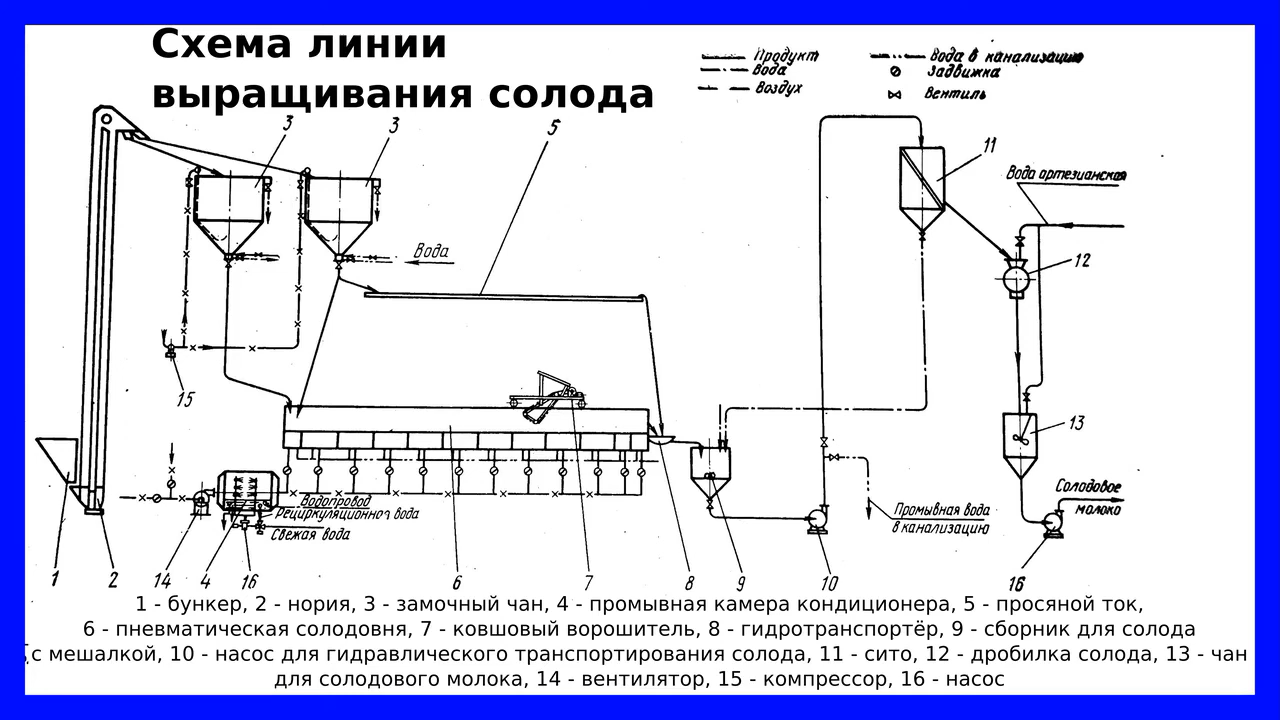 Схема линии
выращивания солода
Продукт
Вода
Воздух
Вода в канализацию
Задвижка
Вентиль
3
3
5
11
Вода артезианская
Вода
12
15
13
Водопровод
Рециркуляционная вода
Свежая вода
Промывная вода
в канализацию
Солодовое
молоко
1
2
14
4
16
6
7
8
9
10
16
1 - бункер, 2 - нория, 3 - замочный чан, 4 - промывная камера кондиционера, 5 - просяной ток,
6 - пневматическая солодовня, 7 - ковшовый ворошитель, 8 - гидротранспортёр, 9 - сборник для солода
с мешалкой, 10 - насос для гидравлического транспортирования солода, 11 - сито, 12 - дробилка солода, 13 - чан
для солодового молока, 14 - вентилятор, 15 - компрессор, 16 - насос